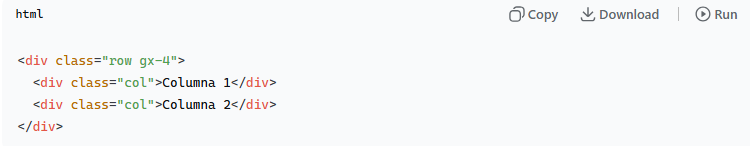 html Copy Download Run
<div class="row gx-4">
  <div class="col">Columna 1</div>
  <div class="col">Columna 2</div>
</div>